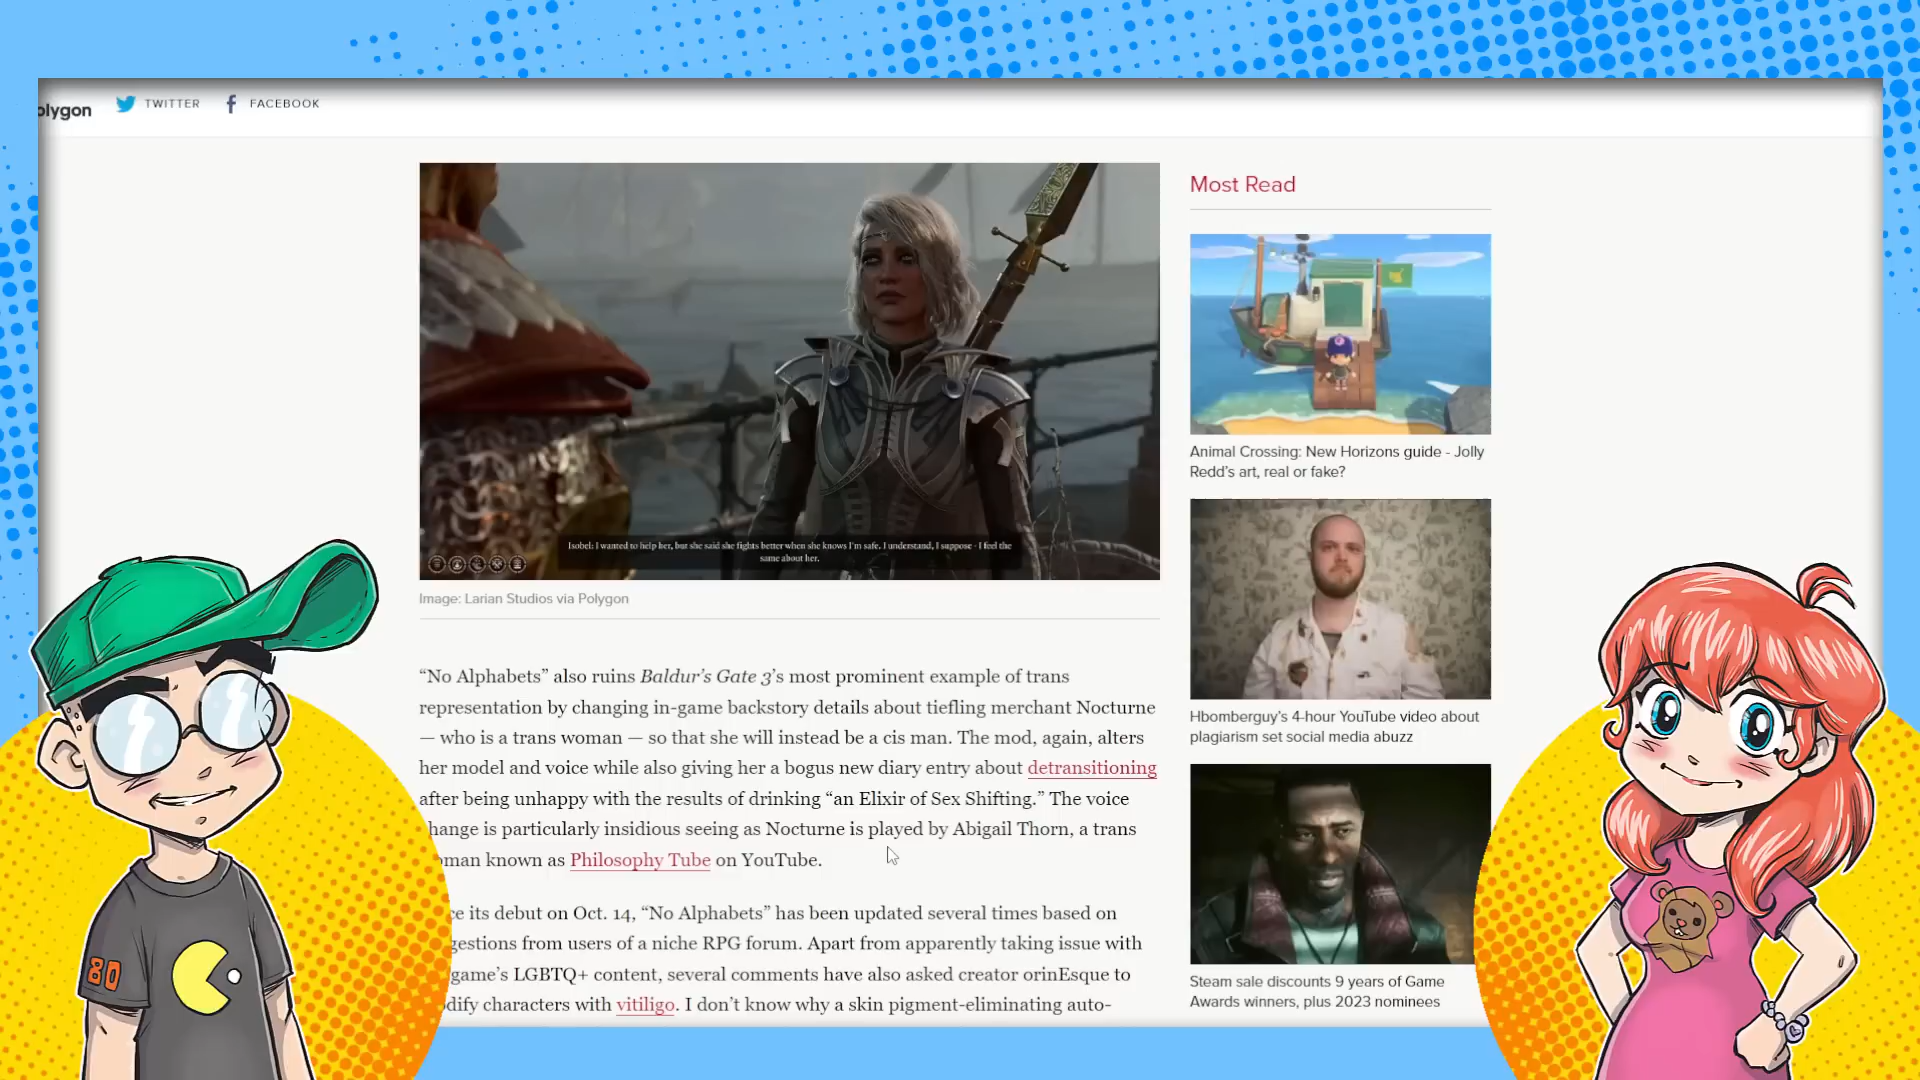 olygon
TWITTER
FACEBOOK
Isobel: I wanted to help her, but she said she fights better when she knows I'm safe. I understand, I suppose - I feel the
same about her.
Image: Larian Studios via Polygon
“No Alphabets” also ruins Baldur’s Gate 3’s most prominent example of trans
representation by changing in-game backstory details about tiefling merchant Nocturne
— who is a trans woman — so that she will instead be a cis man. The mod, again, alters
her model and voice while also giving her a bogus new diary entry about detransitioning
after being unhappy with the results of drinking “an Elixir of Sex Shifting.” The voice
hange is particularly insidious seeing as Nocturne is played by Abigail Thorn, a trans
oman known as Philosophy Tube on YouTube.
ce its debut on Oct. 14, “No Alphabets” has been updated several times based on
gestions from users of a niche RPG forum. Apart from apparently taking issue with
game’s LGBTQ+ content, several comments have also asked creator orinEsque to
dify characters with vitiligo. I don’t know why a skin pigment-eliminating auto-
Most Read
Animal Crossing: New Horizons guide - Jolly
Redd’s art, real or fake?
Hbomberguy’s 4-hour YouTube video about
plagiarism set social media abuzz
Steam sale discounts 9 years of Game
Awards winners, plus 2023 nominees
80